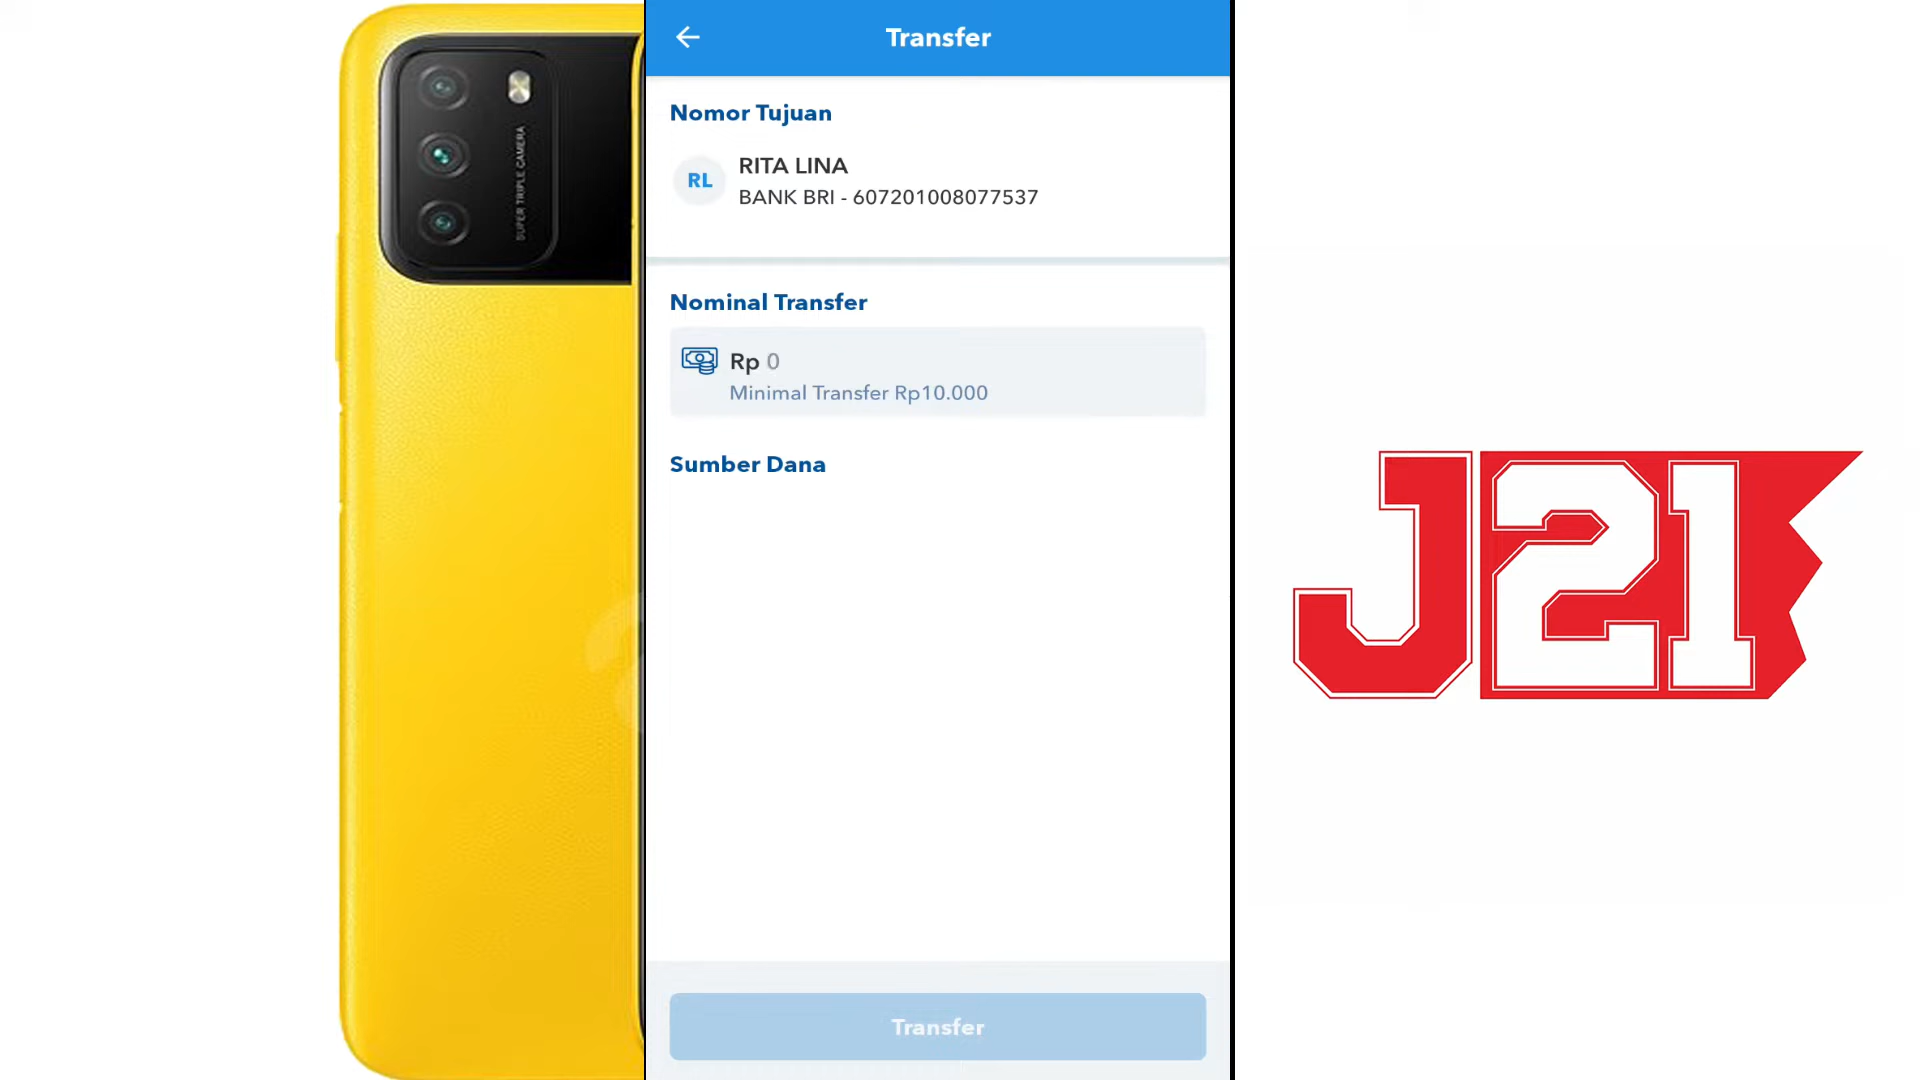 SUPER TRIPLE CAMERA
Transfer
Nomor Tujuan
RL
RITA LINA
BANK BRI - 607201008077537
Nominal Transfer
Rp 0
Minimal Transfer Rp10.000
Sumber Dana
Transfer
J21